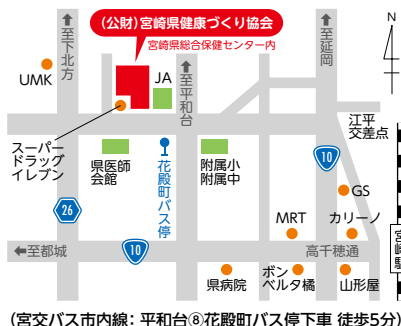 (公財)宮崎県健康づくり協会
宮崎県総合保健センター内
N
至下北方
UMK
JA
至平和台
至延岡
江平
交差点
スーパー
ドラッグ
イレブン
県医師
会館
花殿町バス停
附属小
附属中
10
26
GS
MRT
カリーノ
宮崎駅
至都城
10
高千穂通
県病院
ボン
ベルタ橘
山形屋
(宮交バス市内線:平和台⑧花殿町バス停下車 徒歩5分)